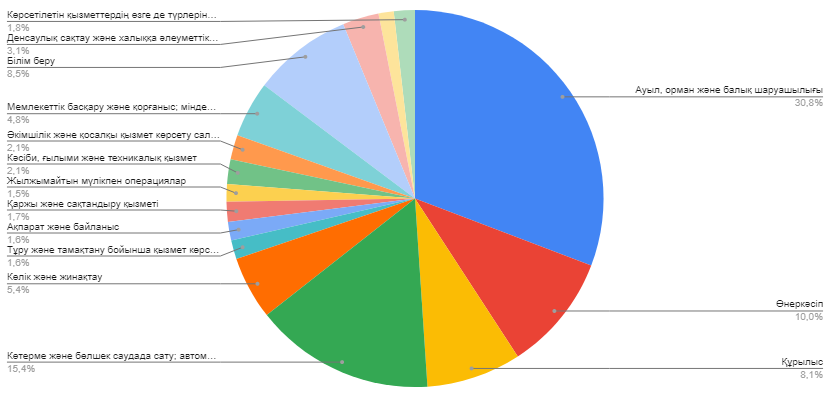 Көрсетілетін қызметтердің өзге де түрлерін…
1,8%
Денсаулық сақтау және халыққа әлеуметтік…
3,1%
Білім беру
8,5%
Мемлекеттік басқару және қорғаныс; мінде…
4,8%
Әкімшілік және қосалқы қызмет көрсету сал…
2,1%
Кәсіби, ғылыми және техникалық қызмет
2,1%
Жылжымайтын мүлікпен операциялар
1,5%
Қаржы және сақтандыру қызметі
1,7%
Ақпарат және байланыс
1,6%
Тұру және тамақтану бойынша қызмет көрс…
1,6%
Көлік және жинақтау
5,4%
Көтерме және бөлшек саудада сату; автом…
15,4%
Ауыл, орман және балық шаруашылығы
30,8%
Өнеркәсіп
10,0%
Құрылыс
8,1%